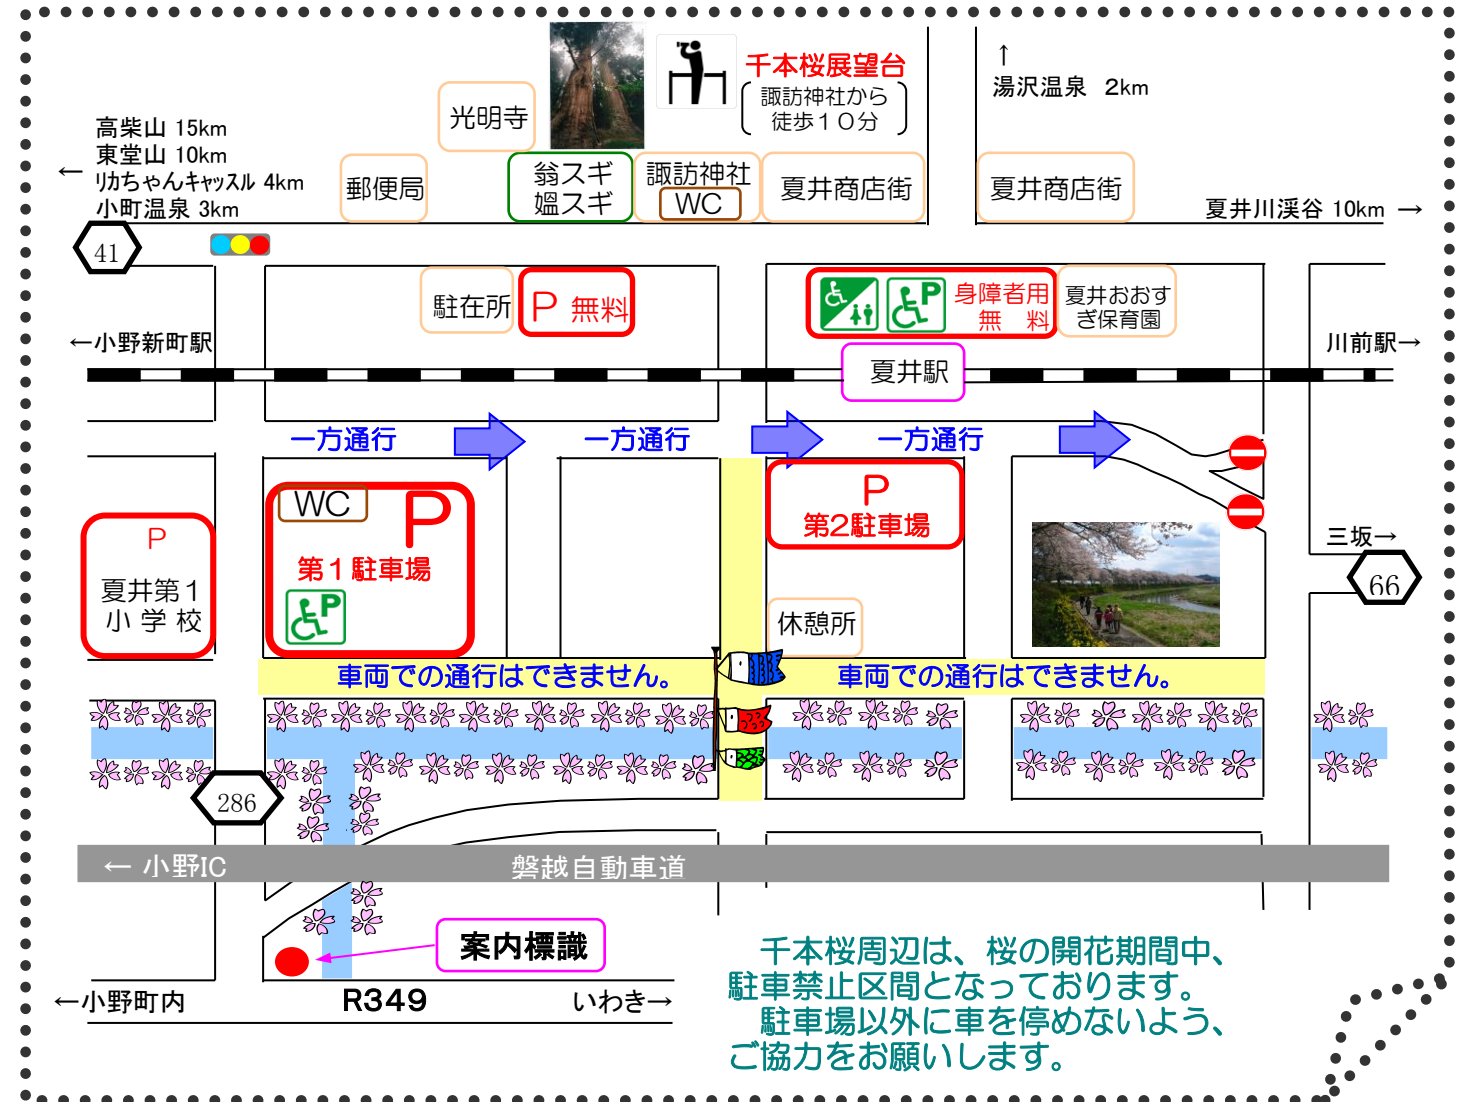 千本桜展望台
諏訪神社から
徒歩１０分
↑
湯沢温泉 2km
光明寺
高柴山 15km
東堂山 10km
←
ﾘｶちゃんｷｬｯｽﾙ 4km
小町温泉 3km
郵便局
翁スギ
媼スギ
諏訪神社
WC
夏井商店街
夏井商店街
夏井川渓谷 10km →
41
駐在所
P 無料
P
身障者用
無 料
夏井おおす
ぎ保育園
←小野新町駅
夏井駅
川前駅→
一方通行
一方通行
一方通行
WC
P
第１駐車場
P
P
第2駐車場
P
夏井第１
小 学 校
三坂→
66
休憩所
車両での通行はできません。
車両での通行はできません。
286
← 小野IC
磐越自動車道
案内標識
←小野町内
R349
いわき→
千本桜周辺は、桜の開花期間中、
駐車禁止区間となっております。
駐車場以外に車を停めないよう、
ご協力をお願いします。